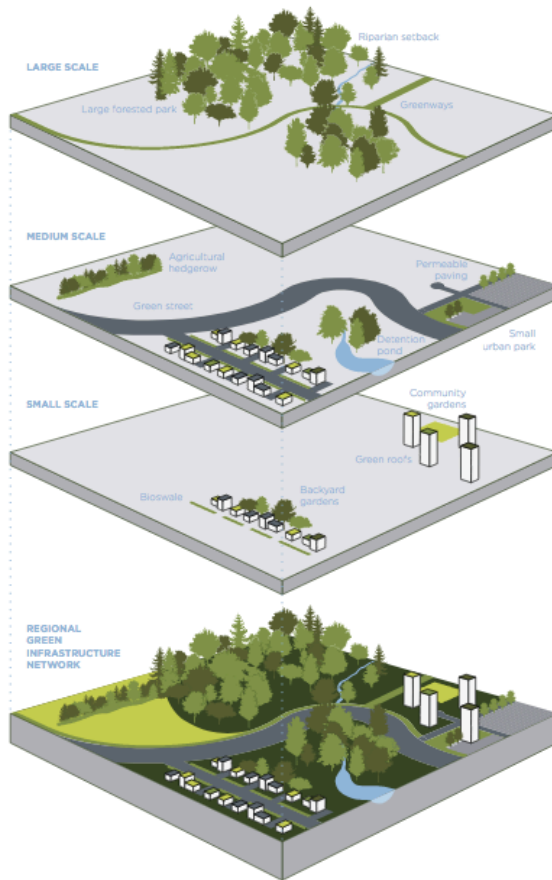 Riparian setback
LARGE SCALE
Large forested park
Greenways
MEDIUM SCALE
Agricultural
hedgerow
Permeable
paving
Green street
Detention
pond
Small
urban park
SMALL SCALE
Community
gardens
Green roofs
Bioswale
Backyard
gardens
REGIONAL
GREEN
INFRASTRUCTURE
NETWORK